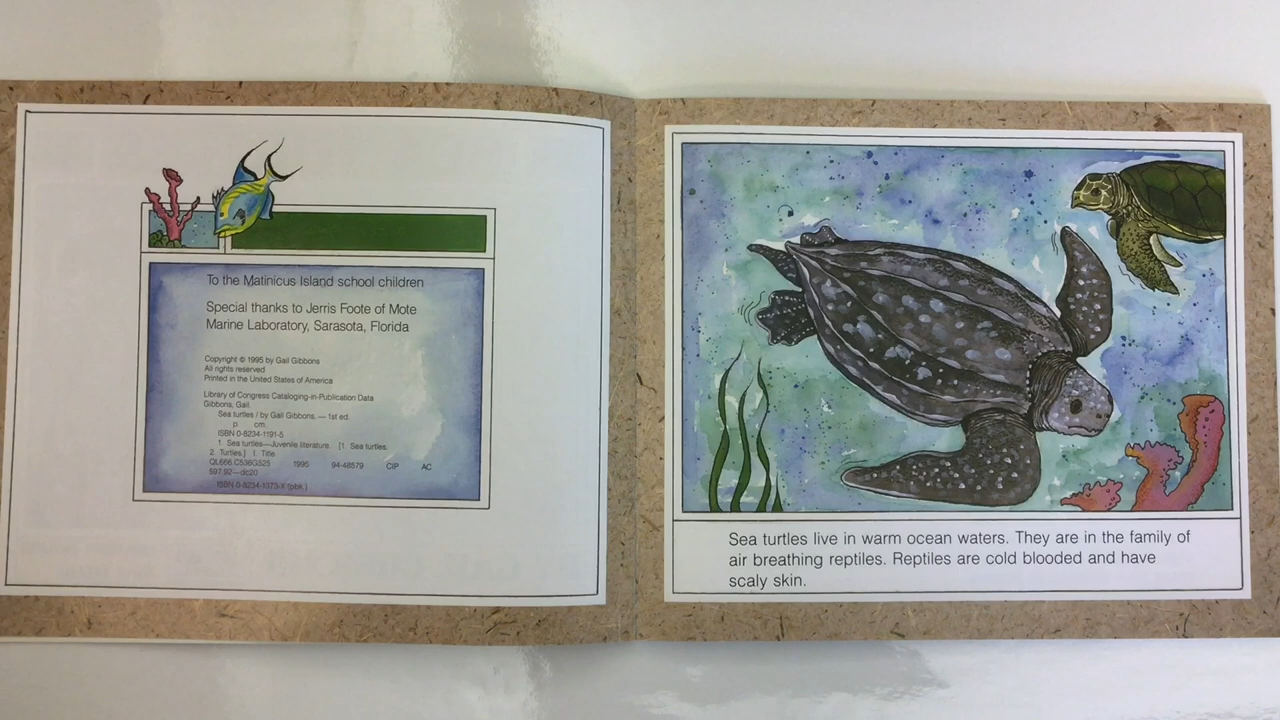 To the Matinicus Island school children
Special thanks to Jerris Foote of Mote
Marine Laboratory, Sarasota, Florida
Copyright © 1995 by Gail Gibbons
All rights reserved
Printed in the United States of America
Library of Congress Cataloging-in-Publication Data
Gibbons, Gail.
Sea turtles / by Gail Gibbons. — 1st ed.
p. cm.
ISBN 0-8234-1191-5
1. Sea turtles—Juvenile literature. [1. Sea turtles.
2. Turtles.] I. Title
QL666.C536G525 1995 94-48579 CIP AC
597.92—dc20
ISBN 0-8234-1373-X (pbk.)
Sea turtles live in warm ocean waters. They are in the family of
air breathing reptiles. Reptiles are cold blooded and have
scaly skin.